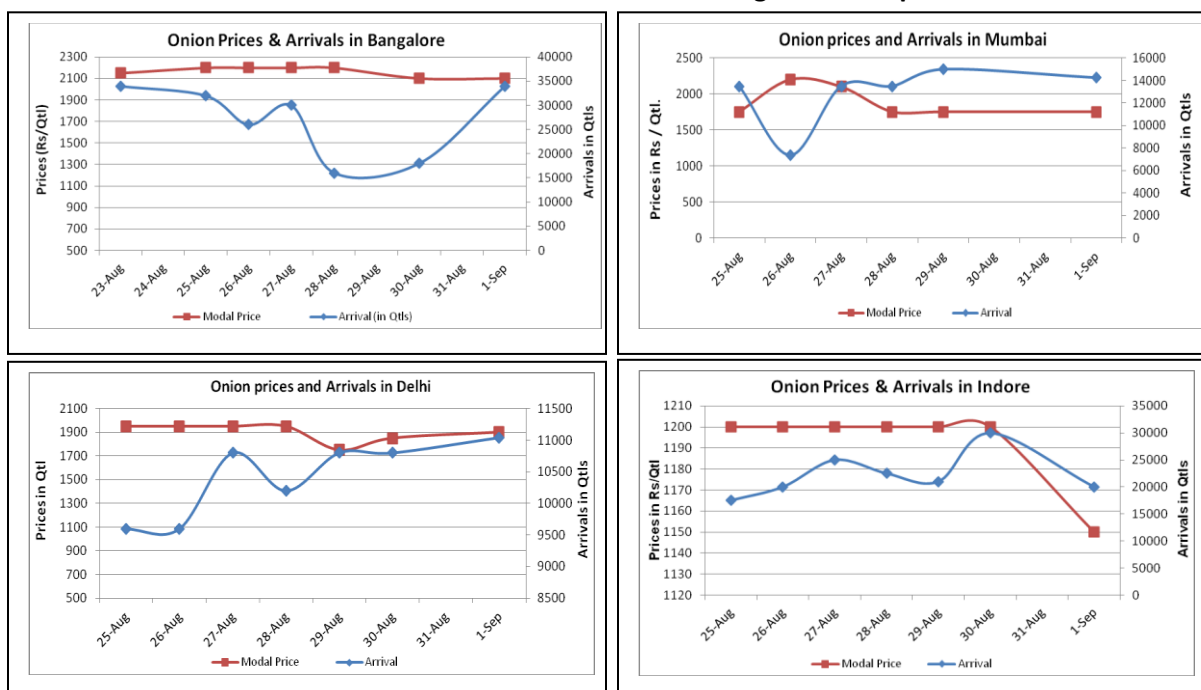 Onion Prices & Arrivals in Bangalore
Prices (Rs/Qtl)
2300
2100
1900
1700
1500
1300
1100
900
700
500
40000
35000
30000
25000
20000
15000
10000
5000
0
Arrivals in Qtls
23-Aug
24-Aug
25-Aug
26-Aug
27-Aug
28-Aug
29-Aug
30-Aug
31-Aug
1-Sep
Modal Price
Arrival (in Qtls)
Onion prices and Arrivals in Mumbai
Prices in Rs / Qtl.
2500
2000
1500
1000
500
0
16000
14000
12000
10000
8000
6000
4000
2000
0
Arrivals in Qtls
25-Aug
26-Aug
27-Aug
28-Aug
29-Aug
30-Aug
31-Aug
1-Sep
Modal Price
Arrival
Onion prices and Arrivals in Delhi
Prices in Qtl
2100
1900
1700
1500
1300
1100
900
700
500
11500
11000
10500
10000
9500
9000
8500
Arrivals in Qtls
25-Aug
26-Aug
27-Aug
28-Aug
29-Aug
30-Aug
31-Aug
1-Sep
Modal Price
Arrival
Onion Prices & Arrivals in Indore
Prices in Rs/Qtl
1210
1200
1190
1180
1170
1160
1150
1140
1130
1120
35000
30000
25000
20000
15000
10000
5000
0
Arrivals in Qtls
25-Aug
26-Aug
27-Aug
28-Aug
29-Aug
30-Aug
31-Aug
1-Sep
Modal Price
Arrival